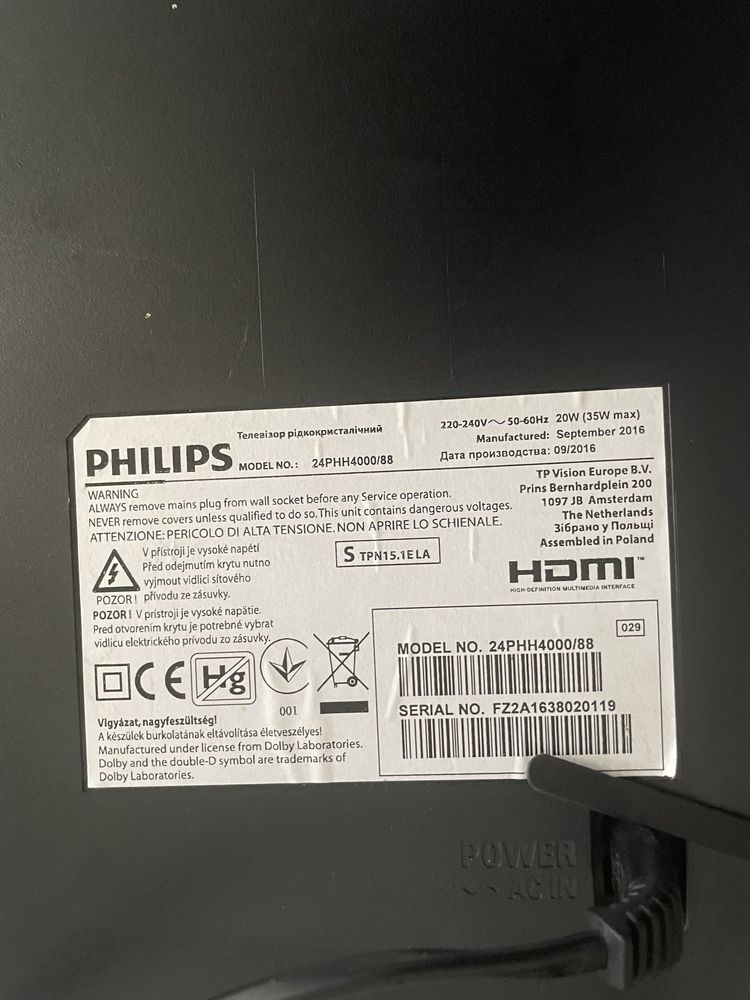 Телевізор рідкокристалічний
PHILIPS MODEL NO.: 24PHH4000/88
220-240V~ 50-60Hz 20W (35W max)
Manufactured: September 2016
Дата производства: 09/2016
WARNING
ALWAYS remove mains plug from wall socket before any Service operation.
NEVER remove covers unless qualified to do so.This unit contains dangerous voltages.
ATTENZIONE: PERICOLO DI ALTA TENSIONE. NON APRIRE LO SCHIENALE.
TP Vision Europe B.V.
Prins Bernhardplein 200
1097 JB Amsterdam
The Netherlands
Зібрано у Польщі
Assembled in Poland
V přístroji je vysoké napětí
Před odejmutím krytu nutno
vyjmout vidlici síťového
POZOR! přívodu ze zásuvky.
S TPN15.1E LA
HDMI™
HIGH-DEFINITION MULTIMEDIA INTERFACE
POZOR! V prístroji je vysoké napätie.
Pred otvorením krytu je potrebné vybrat
vidlicu elektrického prívodu zo zásuvky.
CE Hg
001
029
MODEL NO. 24PHH4000/88
SERIAL NO. FZ2A1638020119
Vigyázat, nagyfeszültség!
A készülék burkolatának eltávolítása életveszélyes!
Manufactured under license from Dolby Laboratories.
Dolby and the double-D symbol are trademarks of
Dolby Laboratories.
POWER
~ AC IN